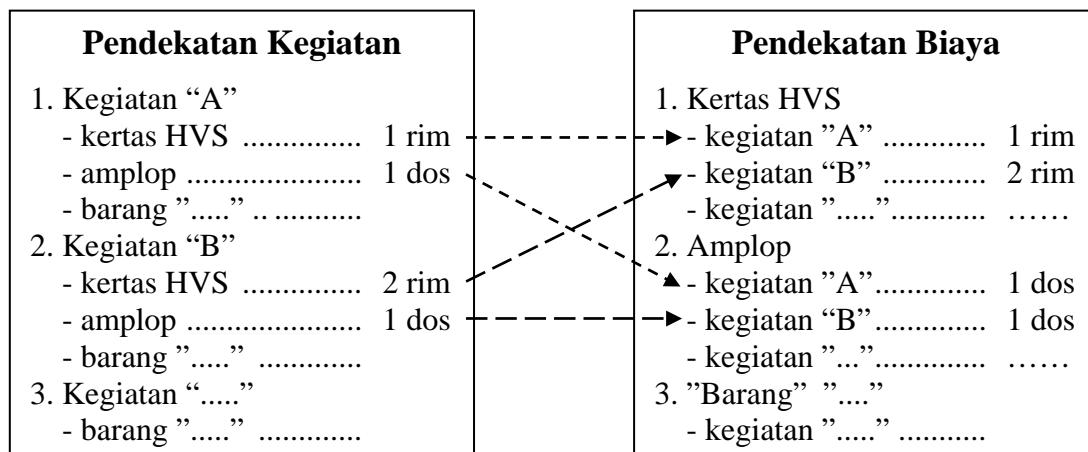 Pendekatan Kegiatan
1. Kegiatan “A”
- kertas HVS ............... 1 rim
- amplop ...................... 1 dos
- barang ”.....” .. ...........
2. Kegiatan “B”
- kertas HVS ............... 2 rim
- amplop ...................... 1 dos
- barang ”.....” .............
3. Kegiatan “.....”
- barang ”.....” .............
Pendekatan Biaya
1. Kertas HVS
- kegiatan ”A” ............. 1 rim
- kegiatan “B” .............. 2 rim
- kegiatan ”.....”............ ……
2. Amplop
- kegiatan ”A”.............. 1 dos
- kegiatan “B”.............. 1 dos
- kegiatan ”...”.............. ……
3. ”Barang” ”....”
- kegiatan ”.....” ...........